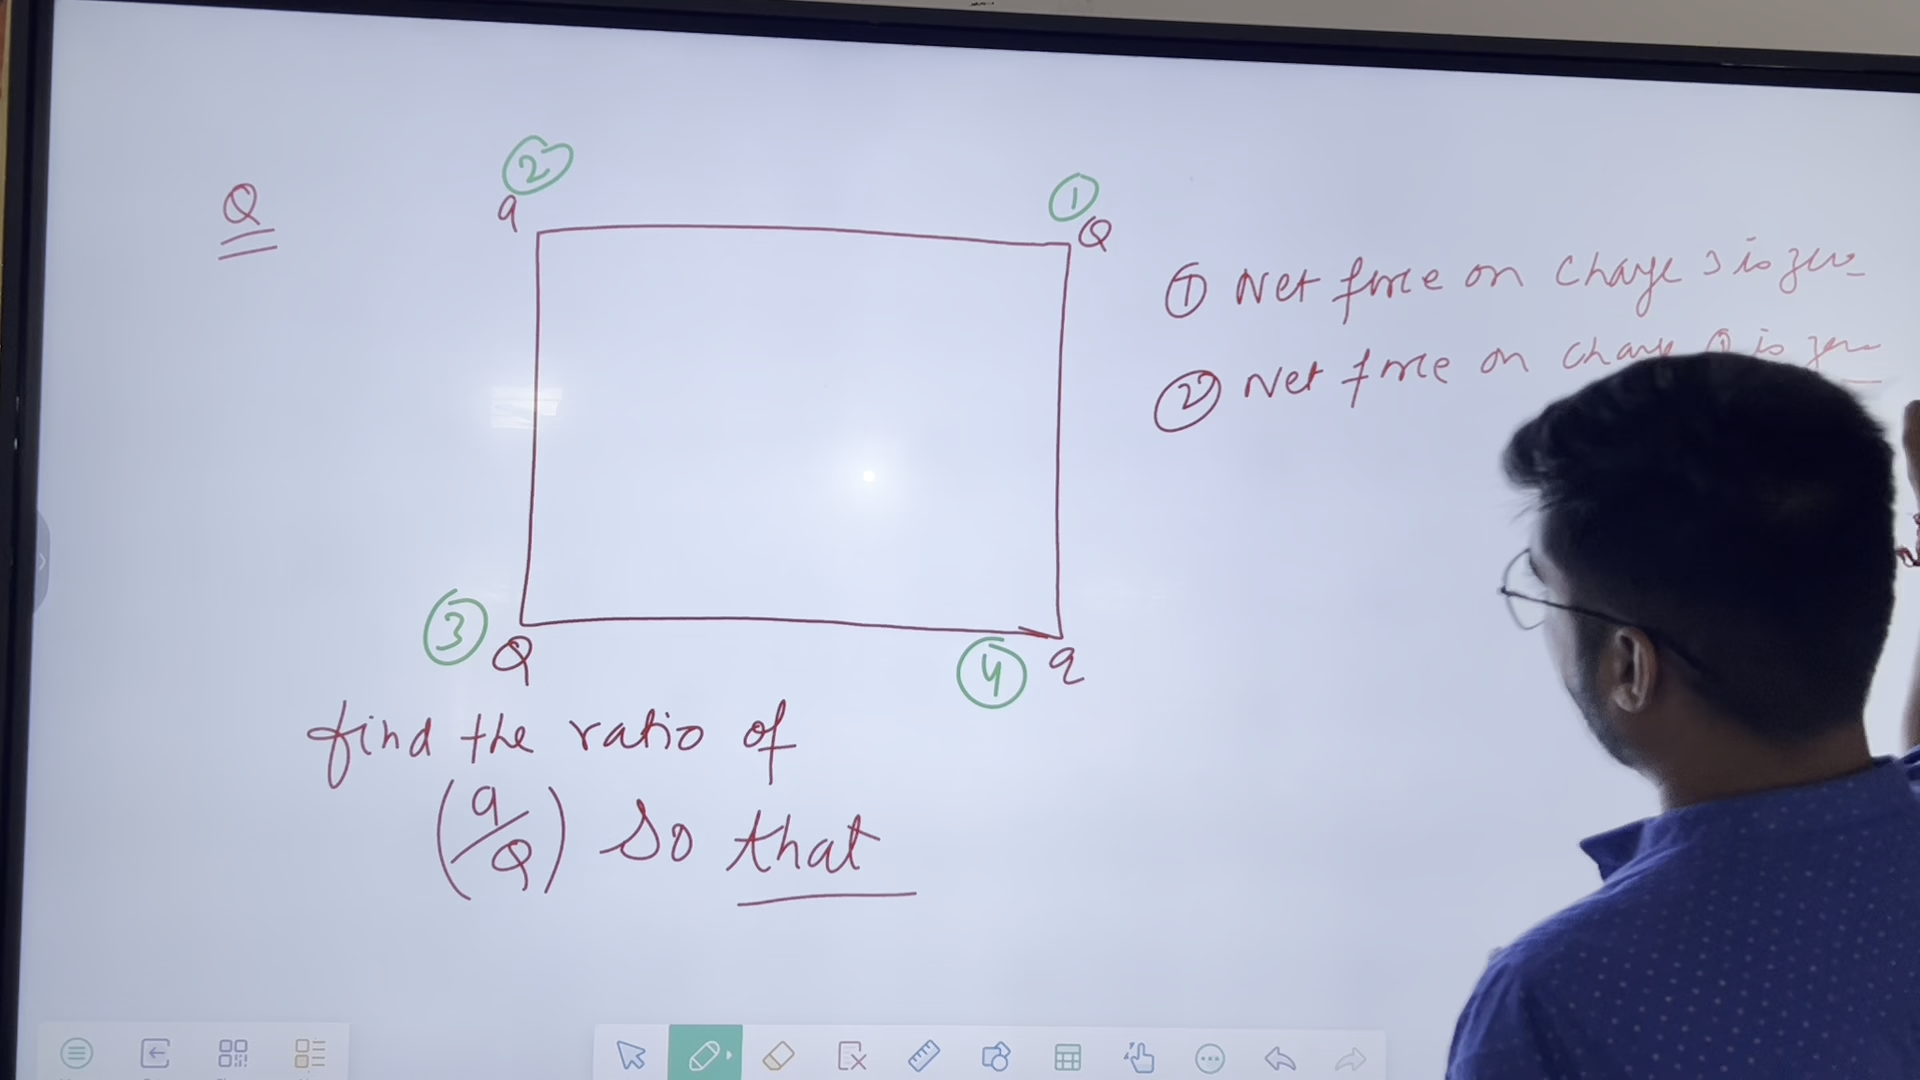 Q
②
q
①
Q
③
Q
④
q
① Net force on charge 3 is zero
② Net force on charge ① is zero
find the ratio of
(q/Q) so that